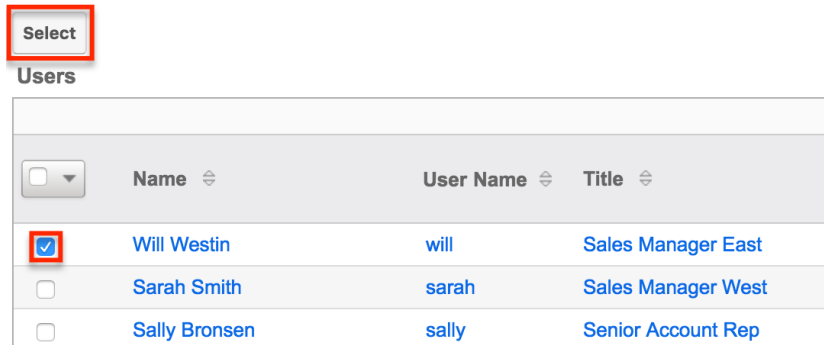 Select
Users
Name User Name Title
Will Westin will Sales Manager East
Sarah Smith sarah Sales Manager West
Sally Bronsen sally Senior Account Rep